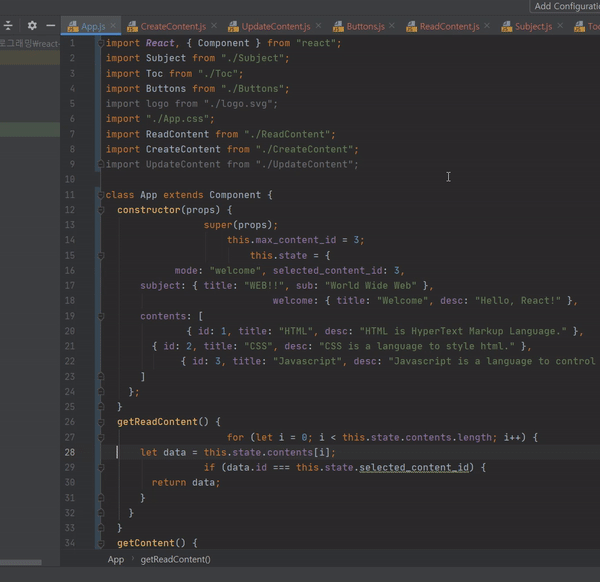 Add Configurati
App.js CreateContent.js UpdateContent.js Buttons.js ReadContent.js Subject.js Toc
로그래밍₩react
1 import React, { Component } from "react";
2 import Subject from "./Subject";
3 import Toc from "./Toc";
4 import Buttons from "./Buttons";
5 import logo from "./logo.svg";
6 import "./App.css";
7 import ReadContent from "./ReadContent";
8 import CreateContent from "./CreateContent";
9 import UpdateContent from "./UpdateContent";
10
11 class App extends Component {
12 constructor(props) {
13 super(props);
14 this.max_content_id = 3;
15 this.state = {
16 mode: "welcome", selected_content_id: 3,
17 subject: { title: "WEB!!", sub: "World Wide Web" },
18 welcome: { title: "Welcome", desc: "Hello, React!" },
19 contents: [
20 { id: 1, title: "HTML", desc: "HTML is HyperText Markup Language." },
21 { id: 2, title: "CSS", desc: "CSS is a language to style html." },
22 { id: 3, title: "Javascript", desc: "Javascript is a language to control
23 ]
24 };
25 }
26 getReadContent() {
27 for (let i = 0; i < this.state.contents.length; i++) {
28 let data = this.state.contents[i];
29 if (data.id === this.state.selected_content_id) {
30 return data;
31 }
32 }
33 }
34 getContent() {
App › getReadContent()